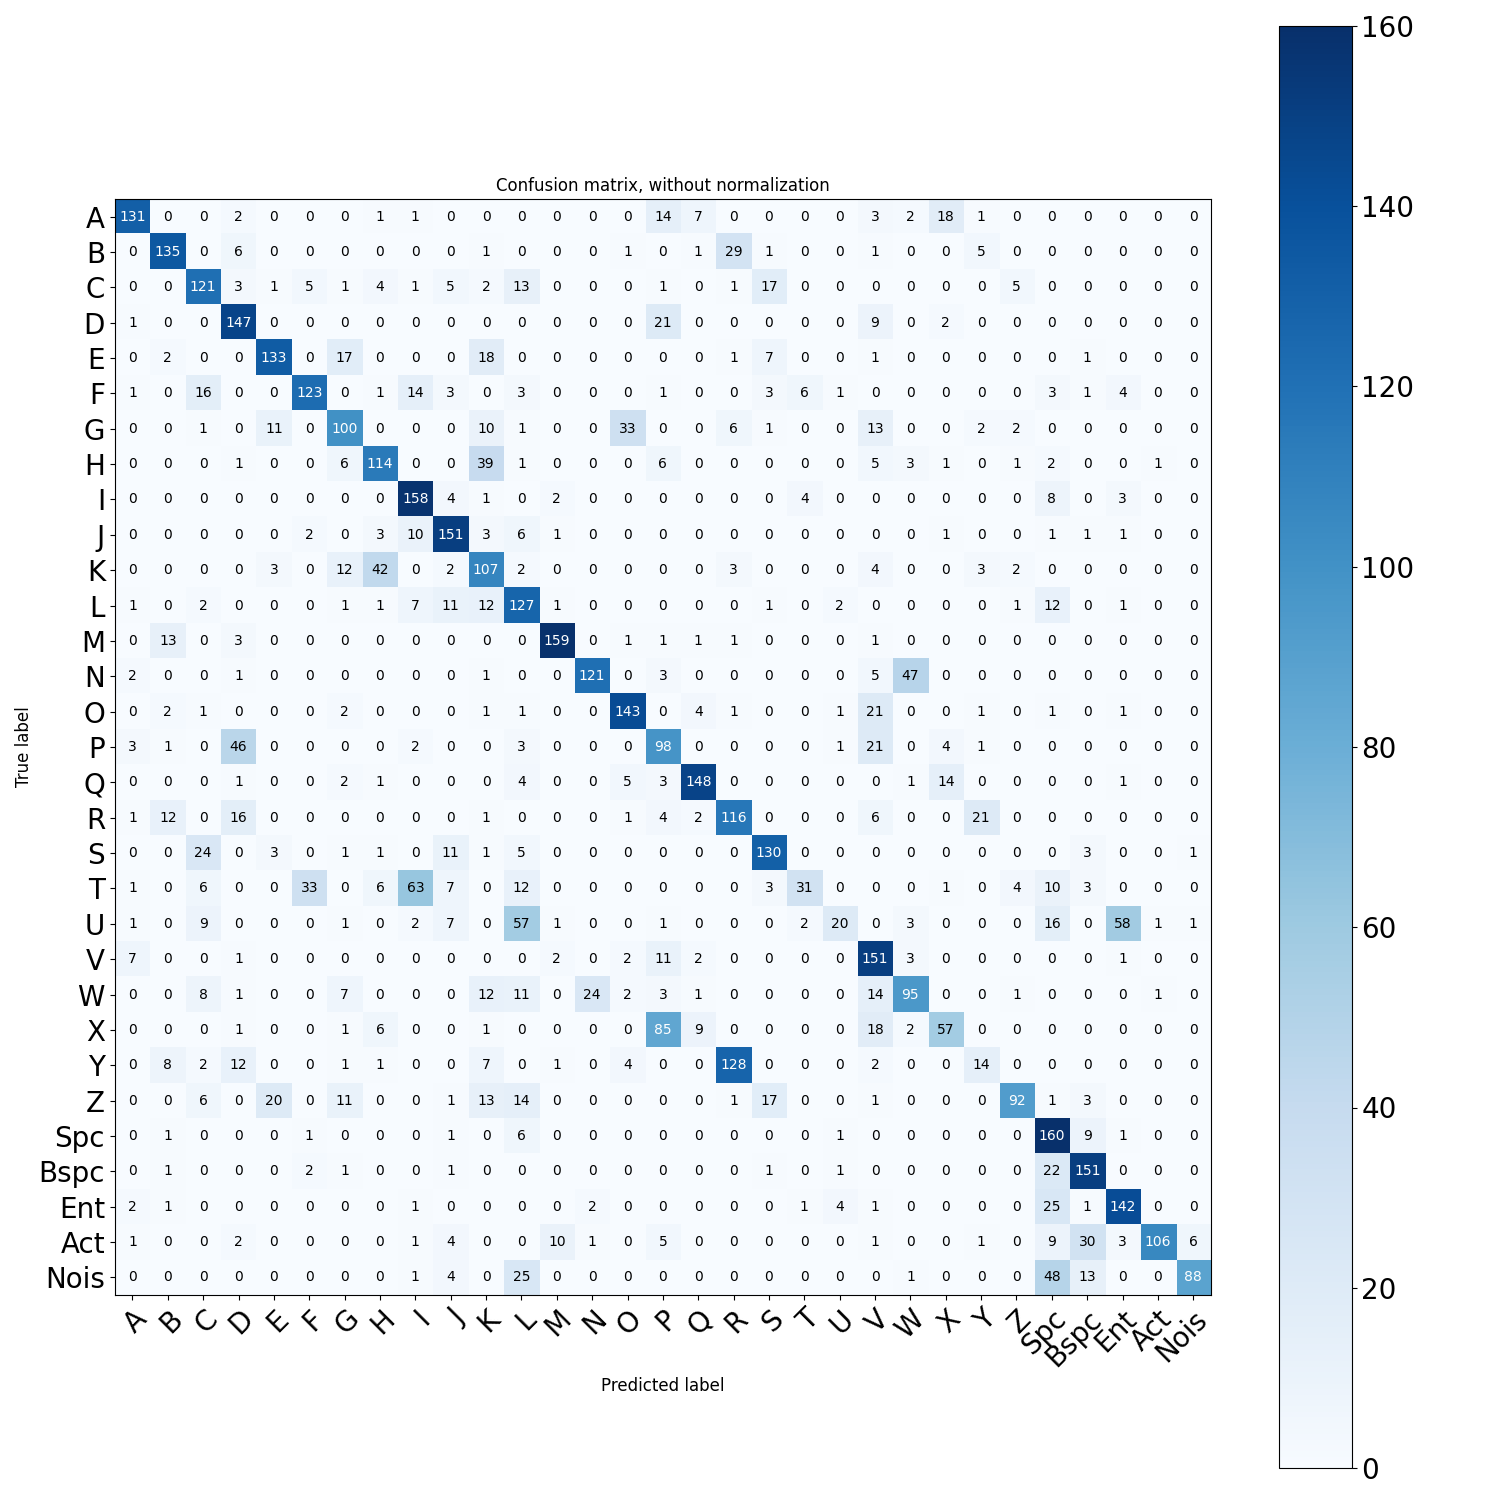 Confusion matrix, without normalization
A 131 0 0 2 0 0 0 1 1 0 0 0 0 0 0 14 7 0 0 0 0 3 2 18 1 0 0 0 0 0 0
B 0 135 0 6 0 0 0 0 0 0 1 0 0 0 1 0 1 29 1 0 0 1 0 0 5 0 0 0 0 0 0
C 0 0 121 3 1 5 1 4 1 5 2 13 0 0 0 1 0 1 17 0 0 0 0 0 0 5 0 0 0 0 0
D 1 0 0 147 0 0 0 0 0 0 0 0 0 0 0 21 0 0 0 0 0 9 0 2 0 0 0 0 0 0 0
E 0 2 0 0 133 0 17 0 0 0 18 0 0 0 0 0 0 1 7 0 0 1 0 0 0 0 0 1 0 0 0
F 1 0 16 0 0 123 0 1 14 3 0 3 0 0 0 1 0 0 3 6 1 0 0 0 0 0 3 1 4 0 0
G 0 0 1 0 11 0 100 0 0 0 10 1 0 0 33 0 0 6 1 0 0 13 0 0 2 2 0 0 0 0 0
H 0 0 0 1 0 0 6 114 0 0 39 1 0 0 0 6 0 0 0 0 0 5 3 1 0 1 2 0 0 1 0
I 0 0 0 0 0 0 0 0 158 4 1 0 2 0 0 0 0 0 0 4 0 0 0 0 0 0 8 0 3 0 0
J 0 0 0 0 0 2 0 3 10 151 3 6 1 0 0 0 0 0 0 0 0 0 0 1 0 0 1 1 1 0 0
K 0 0 0 0 3 0 12 42 0 2 107 2 0 0 0 0 0 3 0 0 0 4 0 0 3 2 0 0 0 0 0
L 1 0 2 0 0 0 1 1 7 11 12 127 1 0 0 0 0 0 1 0 2 0 0 0 0 1 12 0 1 0 0
M 0 13 0 3 0 0 0 0 0 0 0 0 159 0 1 1 1 1 0 0 0 1 0 0 0 0 0 0 0 0 0
N 2 0 0 1 0 0 0 0 0 0 1 0 0 121 0 3 0 0 0 0 0 5 47 0 0 0 0 0 0 0 0
O 0 2 1 0 0 0 2 0 0 0 1 1 0 0 143 0 4 1 0 0 1 21 0 0 1 0 1 0 1 0 0
P 3 1 0 46 0 0 0 0 2 0 0 3 0 0 0 98 0 0 0 0 1 21 0 4 1 0 0 0 0 0 0
Q 0 0 0 1 0 0 2 1 0 0 0 4 0 0 5 3 148 0 0 0 0 0 1 14 0 0 0 0 1 0 0
R 1 12 0 16 0 0 0 0 0 0 1 0 0 0 1 4 2 116 0 0 0 6 0 0 21 0 0 0 0 0 0
S 0 0 24 0 3 0 1 1 0 11 1 5 0 0 0 0 0 0 130 0 0 0 0 0 0 0 0 3 0 0 1
T 1 0 6 0 0 33 0 6 63 7 0 12 0 0 0 0 0 0 3 31 0 0 0 1 0 4 10 3 0 0 0
U 1 0 9 0 0 0 1 0 2 7 0 57 1 0 0 1 0 0 0 2 20 0 3 0 0 0 16 0 58 1 1
V 7 0 0 1 0 0 0 0 0 0 0 0 2 0 2 11 2 0 0 0 0 151 3 0 0 0 0 0 1 0 0
W 0 0 8 1 0 0 7 0 0 0 12 11 0 24 2 3 1 0 0 0 0 14 95 0 0 1 0 0 0 1 0
X 0 0 0 1 0 0 1 6 0 0 1 0 0 0 0 85 9 0 0 0 0 18 2 57 0 0 0 0 0 0 0
Y 0 8 2 12 0 0 1 1 0 0 7 0 1 0 4 0 0 128 0 0 0 2 0 0 14 0 0 0 0 0 0
Z 0 0 6 0 20 0 11 0 0 1 13 14 0 0 0 0 0 1 17 0 0 1 0 0 0 92 1 3 0 0 0
Spc 0 1 0 0 0 1 0 0 0 1 0 6 0 0 0 0 0 0 0 0 1 0 0 0 0 0 160 9 1 0 0
Bspc 0 1 0 0 0 2 1 0 0 1 0 0 0 0 0 0 0 0 1 0 1 0 0 0 0 0 22 151 0 0 0
Ent 2 1 0 0 0 0 0 0 1 0 0 0 0 2 0 0 0 0 0 1 4 1 0 0 0 0 25 1 142 0 0
Act 1 0 0 2 0 0 0 0 1 4 0 0 10 1 0 5 0 0 0 0 0 1 0 0 1 0 9 30 3 106 6
Nois 0 0 0 0 0 0 0 0 1 4 0 25 0 0 0 0 0 0 0 0 0 0 1 0 0 0 48 13 0 0 88
A B C D E F G H I J K L M N O P Q R S T U V W X Y Z Spc Bspc Ent Act Nois
True label
Predicted label
160
140
120
100
80
60
40
20
0